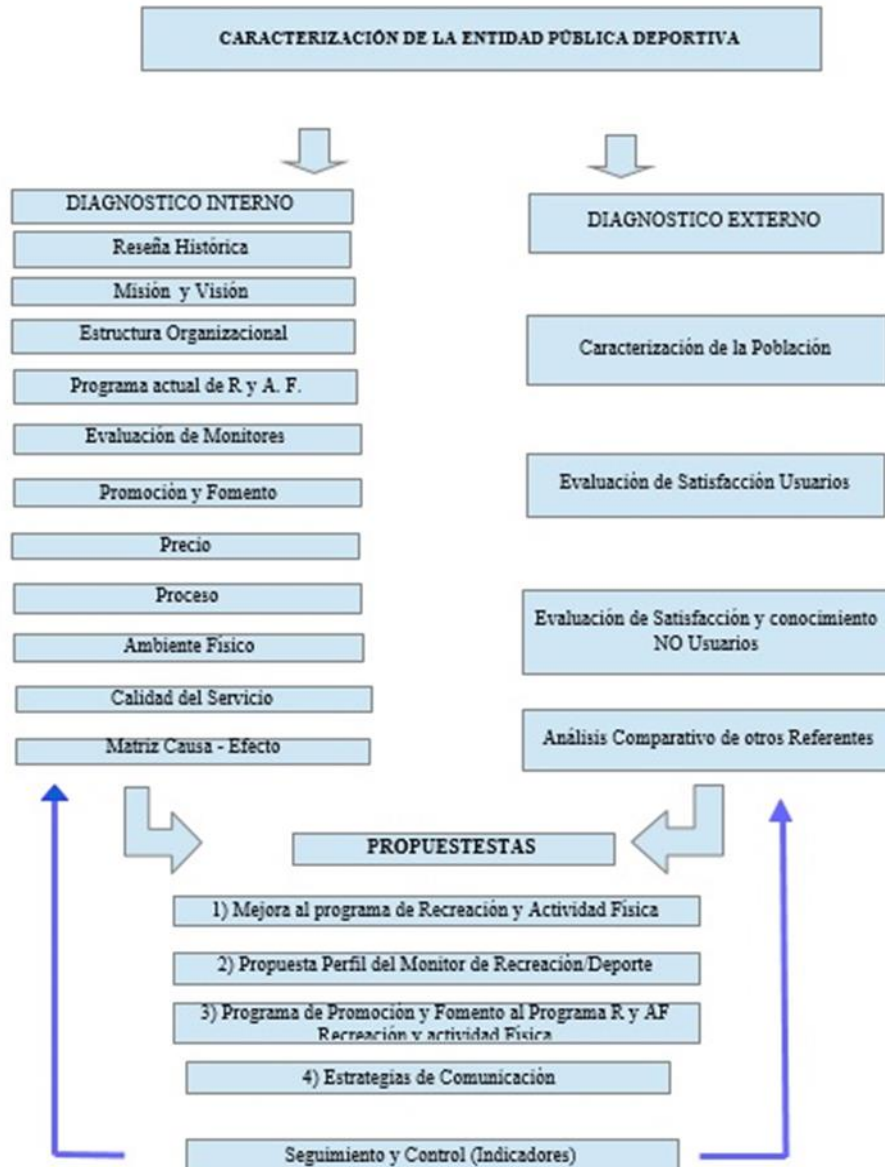 CARACTERIZACIÓN DE LA ENTIDAD PÚBLICA DEPORTIVA
DIAGNOSTICO INTERNO
Reseña Histórica
Misión y Visión
Estructura Organizacional
Programa actual de R y A. F.
Evaluación de Monitores
Promoción y Fomento
Precio
Proceso
Ambiente Físico
Calidad del Servicio
Matriz Causa - Efecto
DIAGNOSTICO EXTERNO
Caracterización de la Población
Evaluación de Satisfacción Usuarios
Evaluación de Satisfacción y conocimiento
NO Usuarios
Análisis Comparativo de otros Referentes
PROPUESTESTAS
1) Mejora al programa de Recreación y Actividad Física
2) Propuesta Perfil del Monitor de Recreación/Deporte
3) Programa de Promoción y Fomento al Programa R y AF
Recreación y actividad Física
4) Estrategias de Comunicación
Seguimiento y Control (Indicadores)